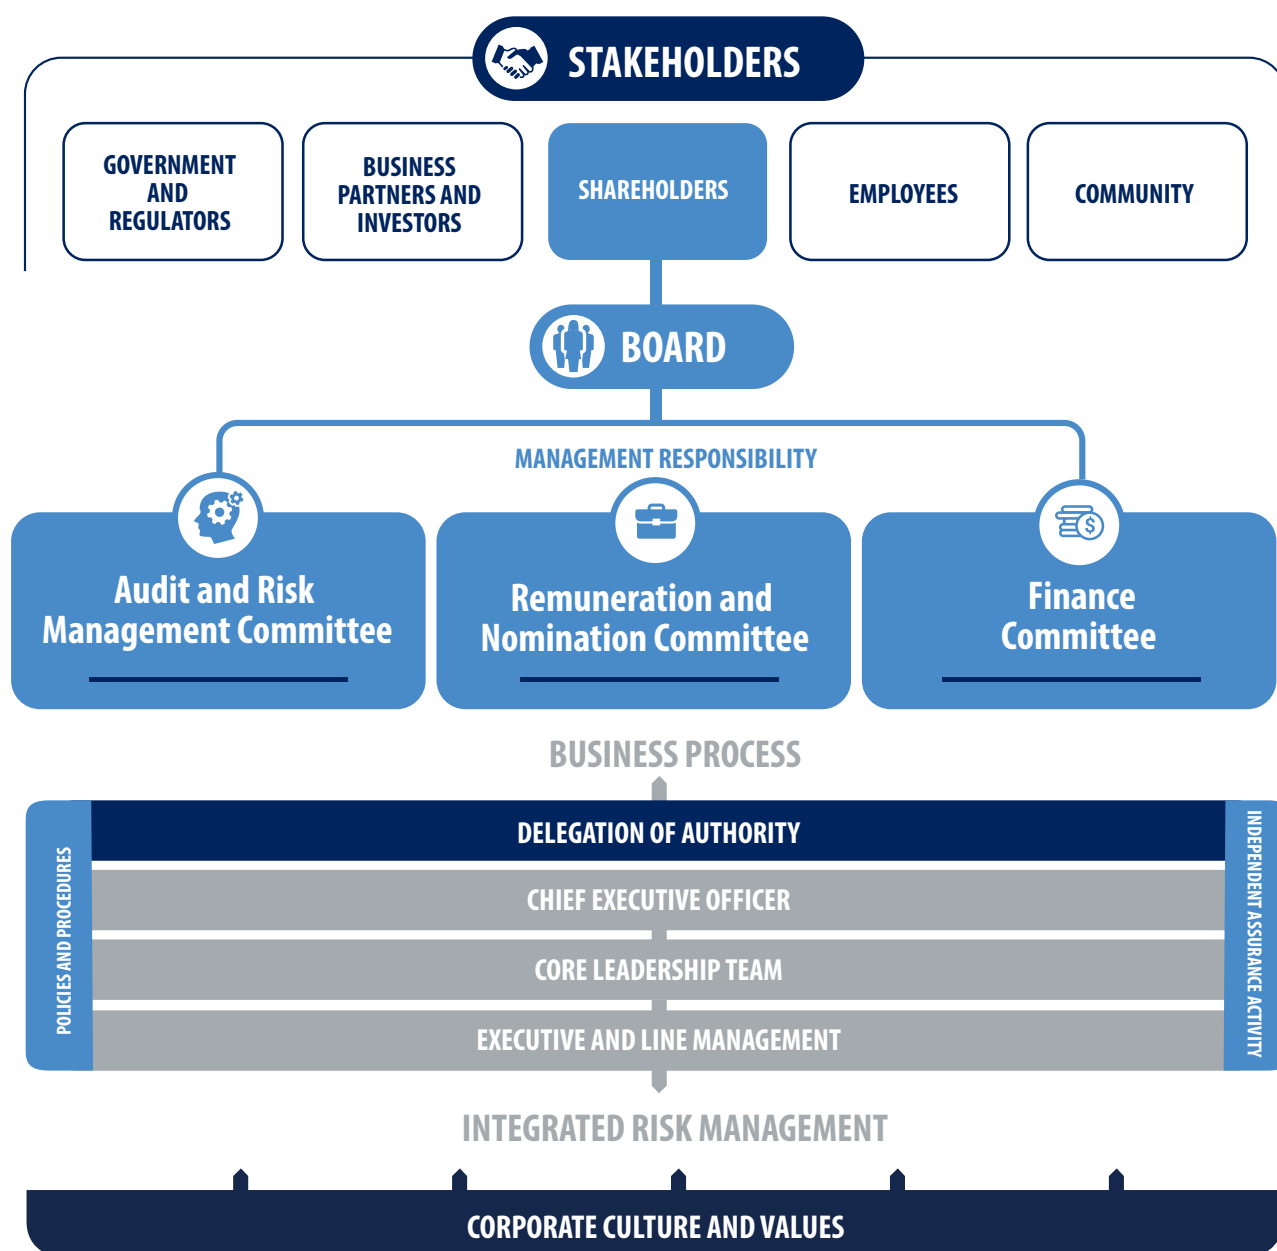 STAKEHOLDERS
GOVERNMENT
AND
REGULATORS
BUSINESS
PARTNERS AND
INVESTORS
SHAREHOLDERS
EMPLOYEES
COMMUNITY
BOARD
MANAGEMENT RESPONSIBILITY
Audit and Risk
Management Committee
Remuneration and
Nomination Committee
Finance
Committee
BUSINESS PROCESS
POLICIES AND PROCEDURES
DELEGATION OF AUTHORITY
CHIEF EXECUTIVE OFFICER
CORE LEADERSHIP TEAM
EXECUTIVE AND LINE MANAGEMENT
INDEPENDENT ASSURANCE ACTIVITY
INTEGRATED RISK MANAGEMENT
CORPORATE CULTURE AND VALUES